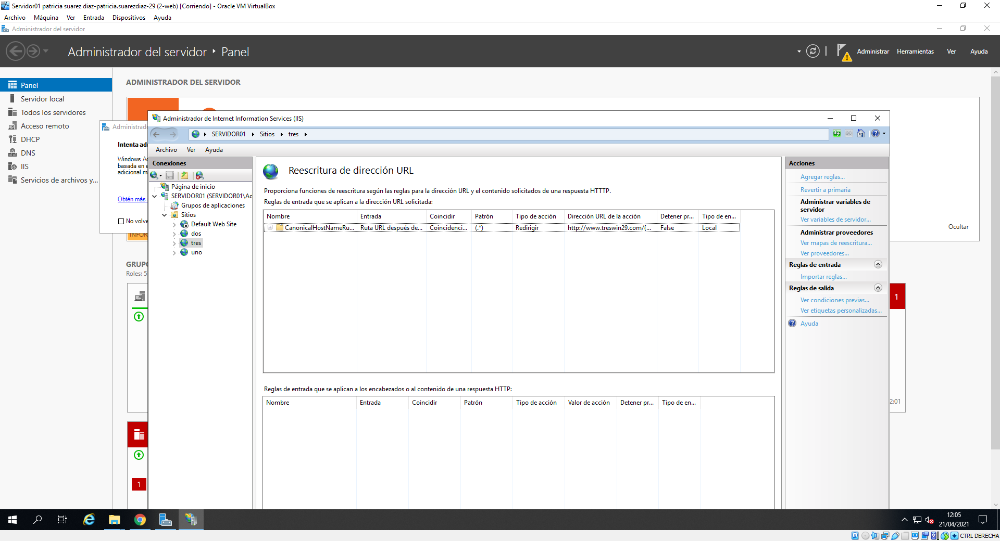 Servidor01 patricia suarez diaz-patricia.suarezdiaz-29 (2-web) [Corriendo] - Oracle VM VirtualBox
Archivo Máquina Ver Entrada Dispositivos Ayuda
Administrador del servidor
Administrador del servidor Panel
Administrar Herramientas Ver Ayuda
Panel
Servidor local
Todos los servidores
Acceso remoto
DHCP
DNS
IIS
Servicios de archivos y...
ADMINISTRADOR DEL SERVIDOR
Ocultar
GRUPO
Roles: 5
1
2:01
1
Intenta
Windows
basada en
adicional
Obtén más
No
Administrador de Internet Information Services (IIS)
SERVIDOR01 Sitios tres
Archivo Ver Ayuda
Conexiones
Página de inicio
SERVIDOR01 (SERVIDOR01\Ac
Grupos de aplicaciones
Sitios
Default Web Site
dos
tres
uno
Reescritura de dirección URL
Proporciona funciones de reescritura según las reglas para la dirección URL y el contenido solicitados de una respuesta HTTTP.
Reglas de entrada que se aplican a la dirección URL solicitada:
Nombre Entrada Coincidir Patrón Tipo de acción Dirección URL de la acción Detener pr... Tipo de en...
CanonicalHostNameRu... Ruta URL después de... Coincidenci... (.*) Redirigir http://www.treswin29.com/{... False Local
Reglas de entrada que se aplican a los encabezados o al contenido de una respuesta HTTP:
Nombre Entrada Coincidir Patrón Tipo de acción Valor de acción Detener pr... Tipo de en...
Acciones
Agregar reglas...
Revertir a primaria
Administrar variables de
servidor
Ver variables de servidor...
Administrar proveedores
Ver mapas de reescritura...
Ver proveedores...
Reglas de entrada
Importar reglas...
Reglas de salida
Ver condiciones previas...
Ver etiquetas personalizadas...
Ayuda
12:05
21/04/2021
CTRL DERECHA